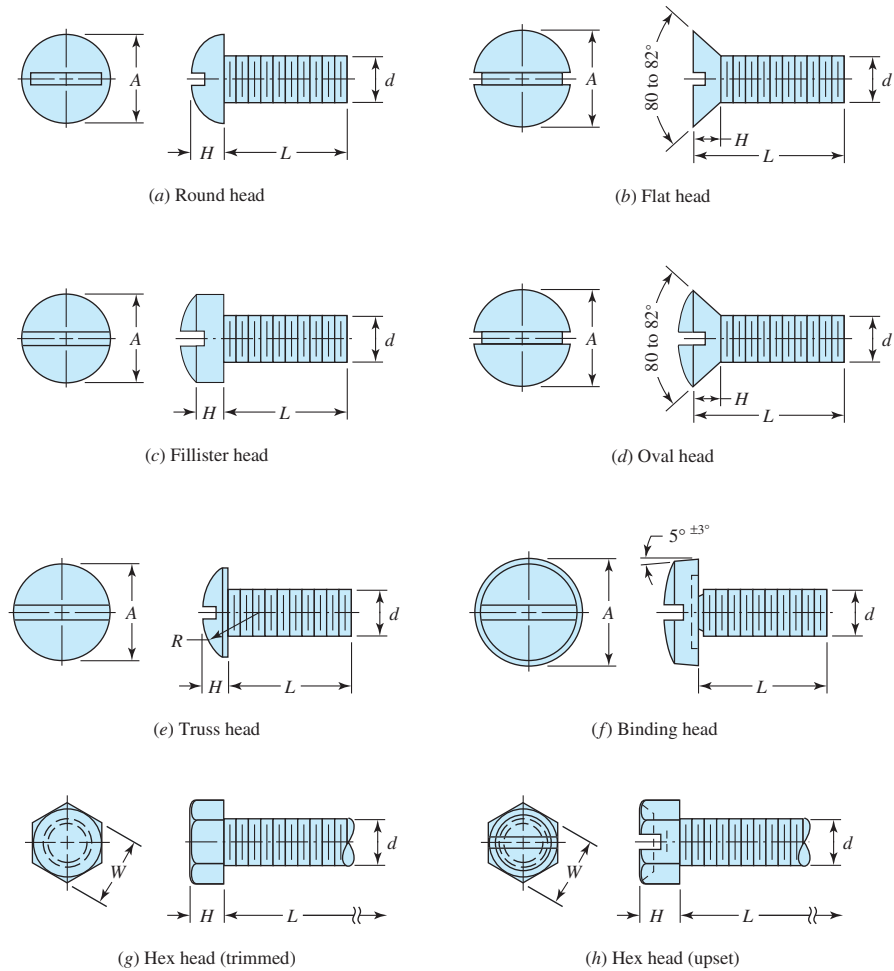 A
d
H
L
(a) Round head
A
80 to 82°
d
H
L
(b) Flat head
A
d
H
L
(c) Fillister head
A
80 to 82°
d
H
L
(d) Oval head
A
R
d
H
L
(e) Truss head
5° ±3°
A
d
L
(f) Binding head
W
d
H
L
(g) Hex head (trimmed)
W
d
H
L
(h) Hex head (upset)